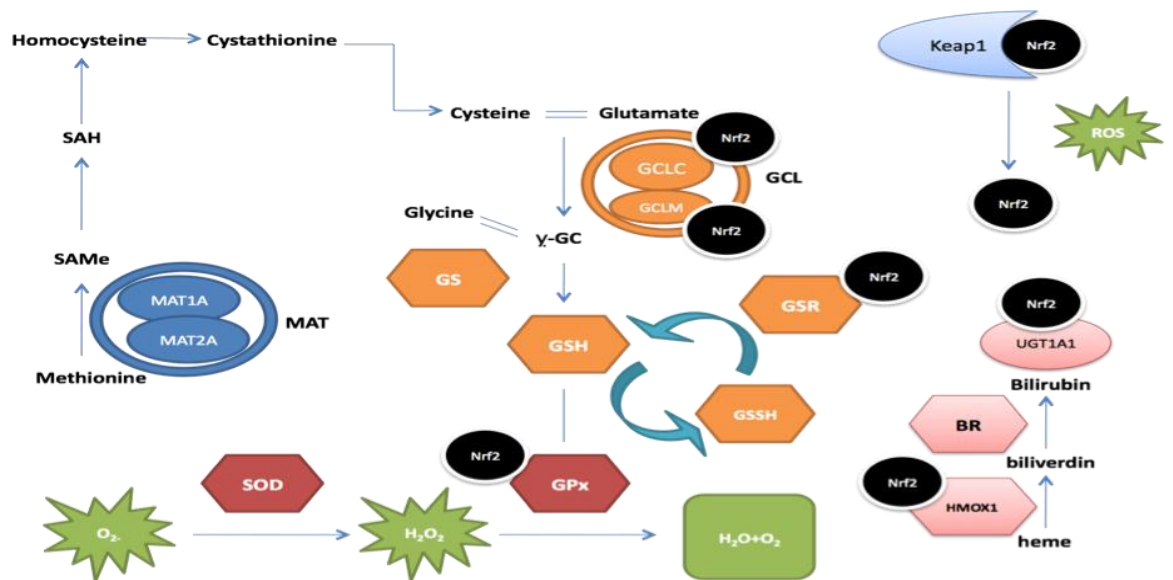 Homocysteine
Cystathionine
Keap1
Nrf2
Cysteine
Glutamate
ROS
Nrf2
SAH
GCLC
GCL
GCLM
Nrf2
Nrf2
Glycine
γ-GC
SAMe
GS
MAT1A
MAT
MAT2A
GSR
Nrf2
Nrf2
UGT1A1
GSH
Methionine
Bilirubin
GSSH
BR
Nrf2
biliverdin
SOD
GPx
Nrf2
HMOX1
O2-
H2O2
H2O+O2
heme